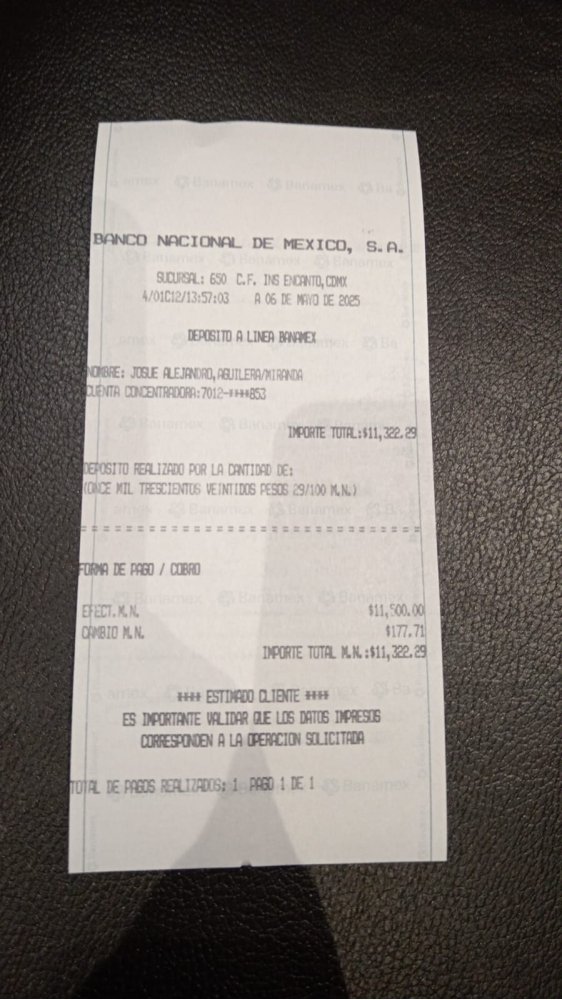 BANCO NACIONAL DE MEXICO, S.A.
SUCURSAL: 650 C.F. INS ENCANTO,CDMX
4/01C12/13:57:03 A 06 DE MAYO DE 2025
DEPOSITO A LINEA BANAMEX
NOMBRE: JOSUE ALEJANDRO,AGUILERA/MIRANDA
CUENTA CONCENTRADORA:7012-****853
IMPORTE TOTAL:$11,322.29
DEPOSITO REALIZADO POR LA CANTIDAD DE:
(ONCE MIL TRESCIENTOS VEINTIDOS PESOS 29/100 M.N.)
FORMA DE PAGO / COBRO
EFECT.M.N. $11,500.00
CAMBIO M.N. $177.71
IMPORTE TOTAL M.N.:$11,322.29
**** ESTIMADO CLIENTE ****
ES IMPORTANTE VALIDAR QUE LOS DATOS IMPRESOS
CORRESPONDEN A LA OPERACION SOLICITADA
TOTAL DE PAGOS REALIZADOS: 1 PAGO 1 DE 1